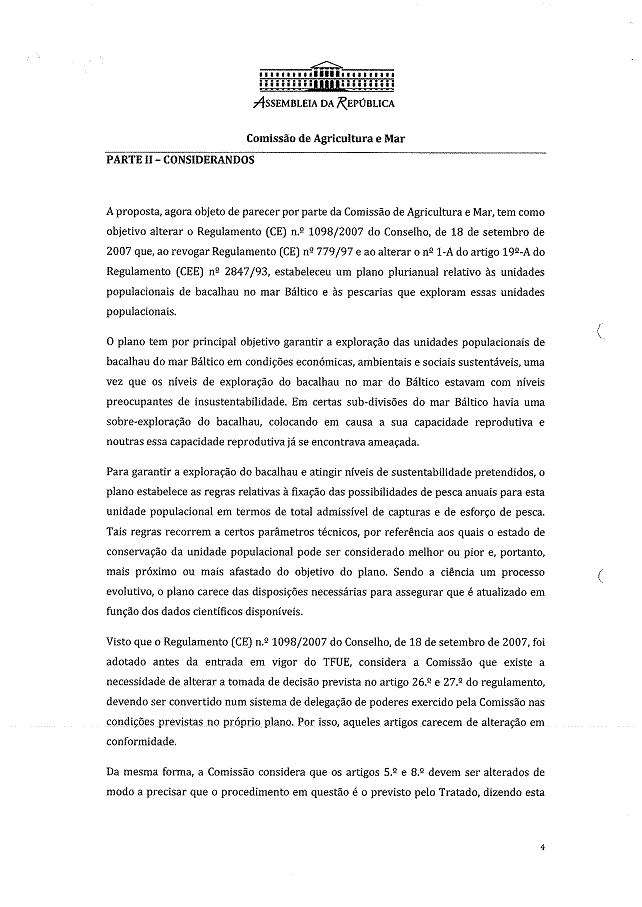 ASSEMBLEIA DA REPÚBLICA
Comissão de Agricultura e Mar
PARTE II – CONSIDERANDOS
A proposta, agora objeto de parecer por parte da Comissão de Agricultura e Mar, tem como
objetivo alterar o Regulamento (CE) n.º 1098/2007 do Conselho, de 18 de setembro de
2007 que, ao revogar Regulamento (CE) nº 779/97 e ao alterar o nº 1-A do artigo 19º-A do
Regulamento (CEE) nº 2847/93, estabeleceu um plano plurianual relativo às unidades
populacionais de bacalhau no mar Báltico e às pescarias que exploram essas unidades
populacionais.
O plano tem por principal objetivo garantir a exploração das unidades populacionais de
bacalhau do mar Báltico em condições económicas, ambientais e sociais sustentáveis, uma
vez que os níveis de exploração do bacalhau no mar do Báltico estavam com níveis
preocupantes de insustentabilidade. Em certas sub-divisões do mar Báltico havia uma
sobre-exploração do bacalhau, colocando em causa a sua capacidade reprodutiva e
noutras essa capacidade reprodutiva já se encontrava ameaçada.
Para garantir a exploração do bacalhau e atingir níveis de sustentabilidade pretendidos, o
plano estabelece as regras relativas à fixação das possibilidades de pesca anuais para esta
unidade populacional em termos de total admissível de capturas e de esforço de pesca.
Tais regras recorrem a certos parâmetros técnicos, por referência aos quais o estado de
conservação da unidade populacional pode ser considerado melhor ou pior e, portanto,
mais próximo ou mais afastado do objetivo do plano. Sendo a ciência um processo
evolutivo, o plano carece das disposições necessárias para assegurar que é atualizado em
função dos dados científicos disponíveis.
Visto que o Regulamento (CE) n.º 1098/2007 do Conselho, de 18 de setembro de 2007, foi
adotado antes da entrada em vigor do TFUE, considera a Comissão que existe a
necessidade de alterar a tomada de decisão prevista no artigo 26.º e 27.º do regulamento,
devendo ser convertido num sistema de delegação de poderes exercido pela Comissão nas
condições previstas no próprio plano. Por isso, aqueles artigos carecem de alteração em
conformidade.
Da mesma forma, a Comissão considera que os artigos 5.º e 8.º devem ser alterados de
modo a precisar que o procedimento em questão é o previsto pelo Tratado, dizendo esta
4